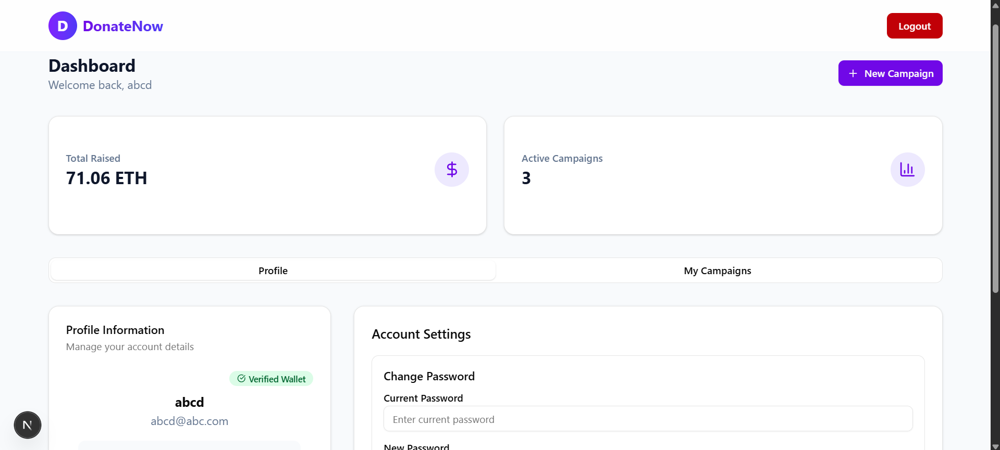 D DonateNow
Logout
Dashboard
Welcome back, abcd
+ New Campaign
Total Raised
71.06 ETH
$
Active Campaigns
3
Profile
My Campaigns
Profile Information
Manage your account details
Verified Wallet
abcd
abcd@abc.com
Account Settings
Change Password
Current Password
Enter current password
New Password
N